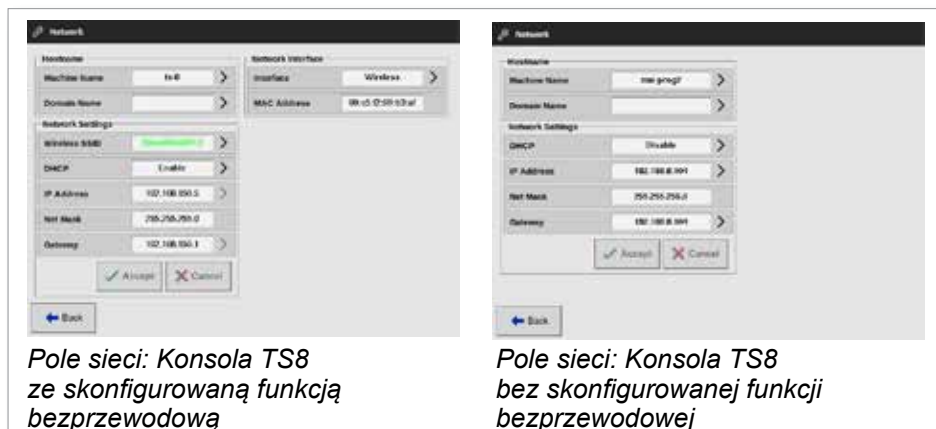 Network
Hostname
Machine Name ts-8
Domain Name
Network Settings
Wireless SSID
DHCP Enable
IP Address
Net Mask
Gateway
Accept Cancel
Back
Network Interface
Interface Wireless
MAC Address
Pole sieci: Konsola TS8
ze skonfigurowaną funkcją
bezprzewodową
Network
Hostname
Machine Name
Domain Name
Network Settings
DHCP Disable
IP Address
Net Mask
Gateway
Accept Cancel
Back
Pole sieci: Konsola TS8
bez skonfigurowanej funkcji
bezprzewodowej